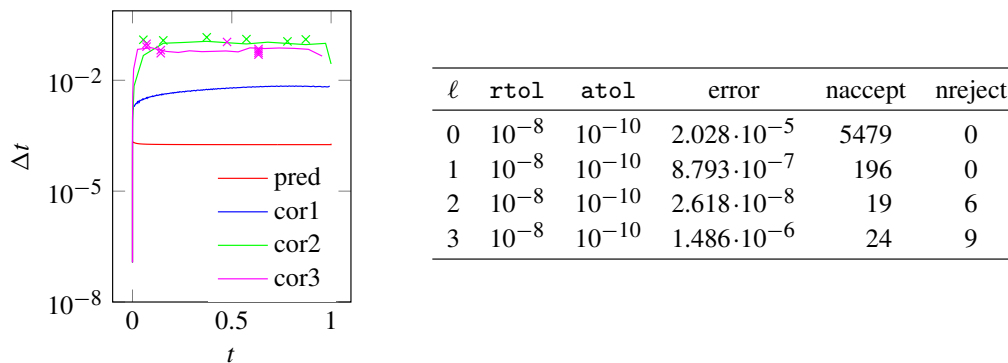 10^{-2}
10^{-5}
10^{-8}
Δt
pred
cor1
cor2
cor3
0 0.5 1
t
ℓ rtol atol error naccept nreject
0 10^{-8} 10^{-10} 2.028·10^{-5} 5479 0
1 10^{-8} 10^{-10} 8.793·10^{-7} 196 0
2 10^{-8} 10^{-10} 2.618·10^{-8} 19 6
3 10^{-8} 10^{-10} 1.486·10^{-6} 24 9